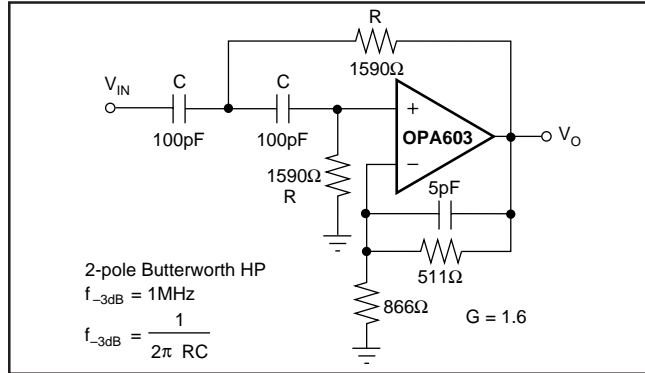 R
1590Ω
V_IN
C
C
100pF
100pF
+
OPA603
−
V_O
1590Ω
R
5pF
511Ω
866Ω
G = 1.6
2-pole Butterworth HP
f_–3dB = 1MHz
f_–3dB = 1 / 2π RC